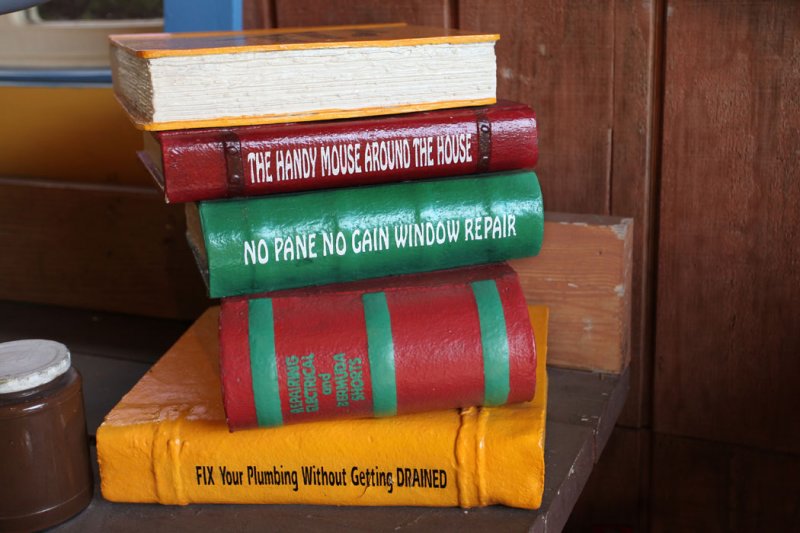 THE HANDY MOUSE AROUND THE HOUSE
NO PANE NO GAIN WINDOW REPAIR
REPAIRING
ELECTRICAL
and
BERMUDA
SHORTS
FIX Your Plumbing Without Getting DRAINED